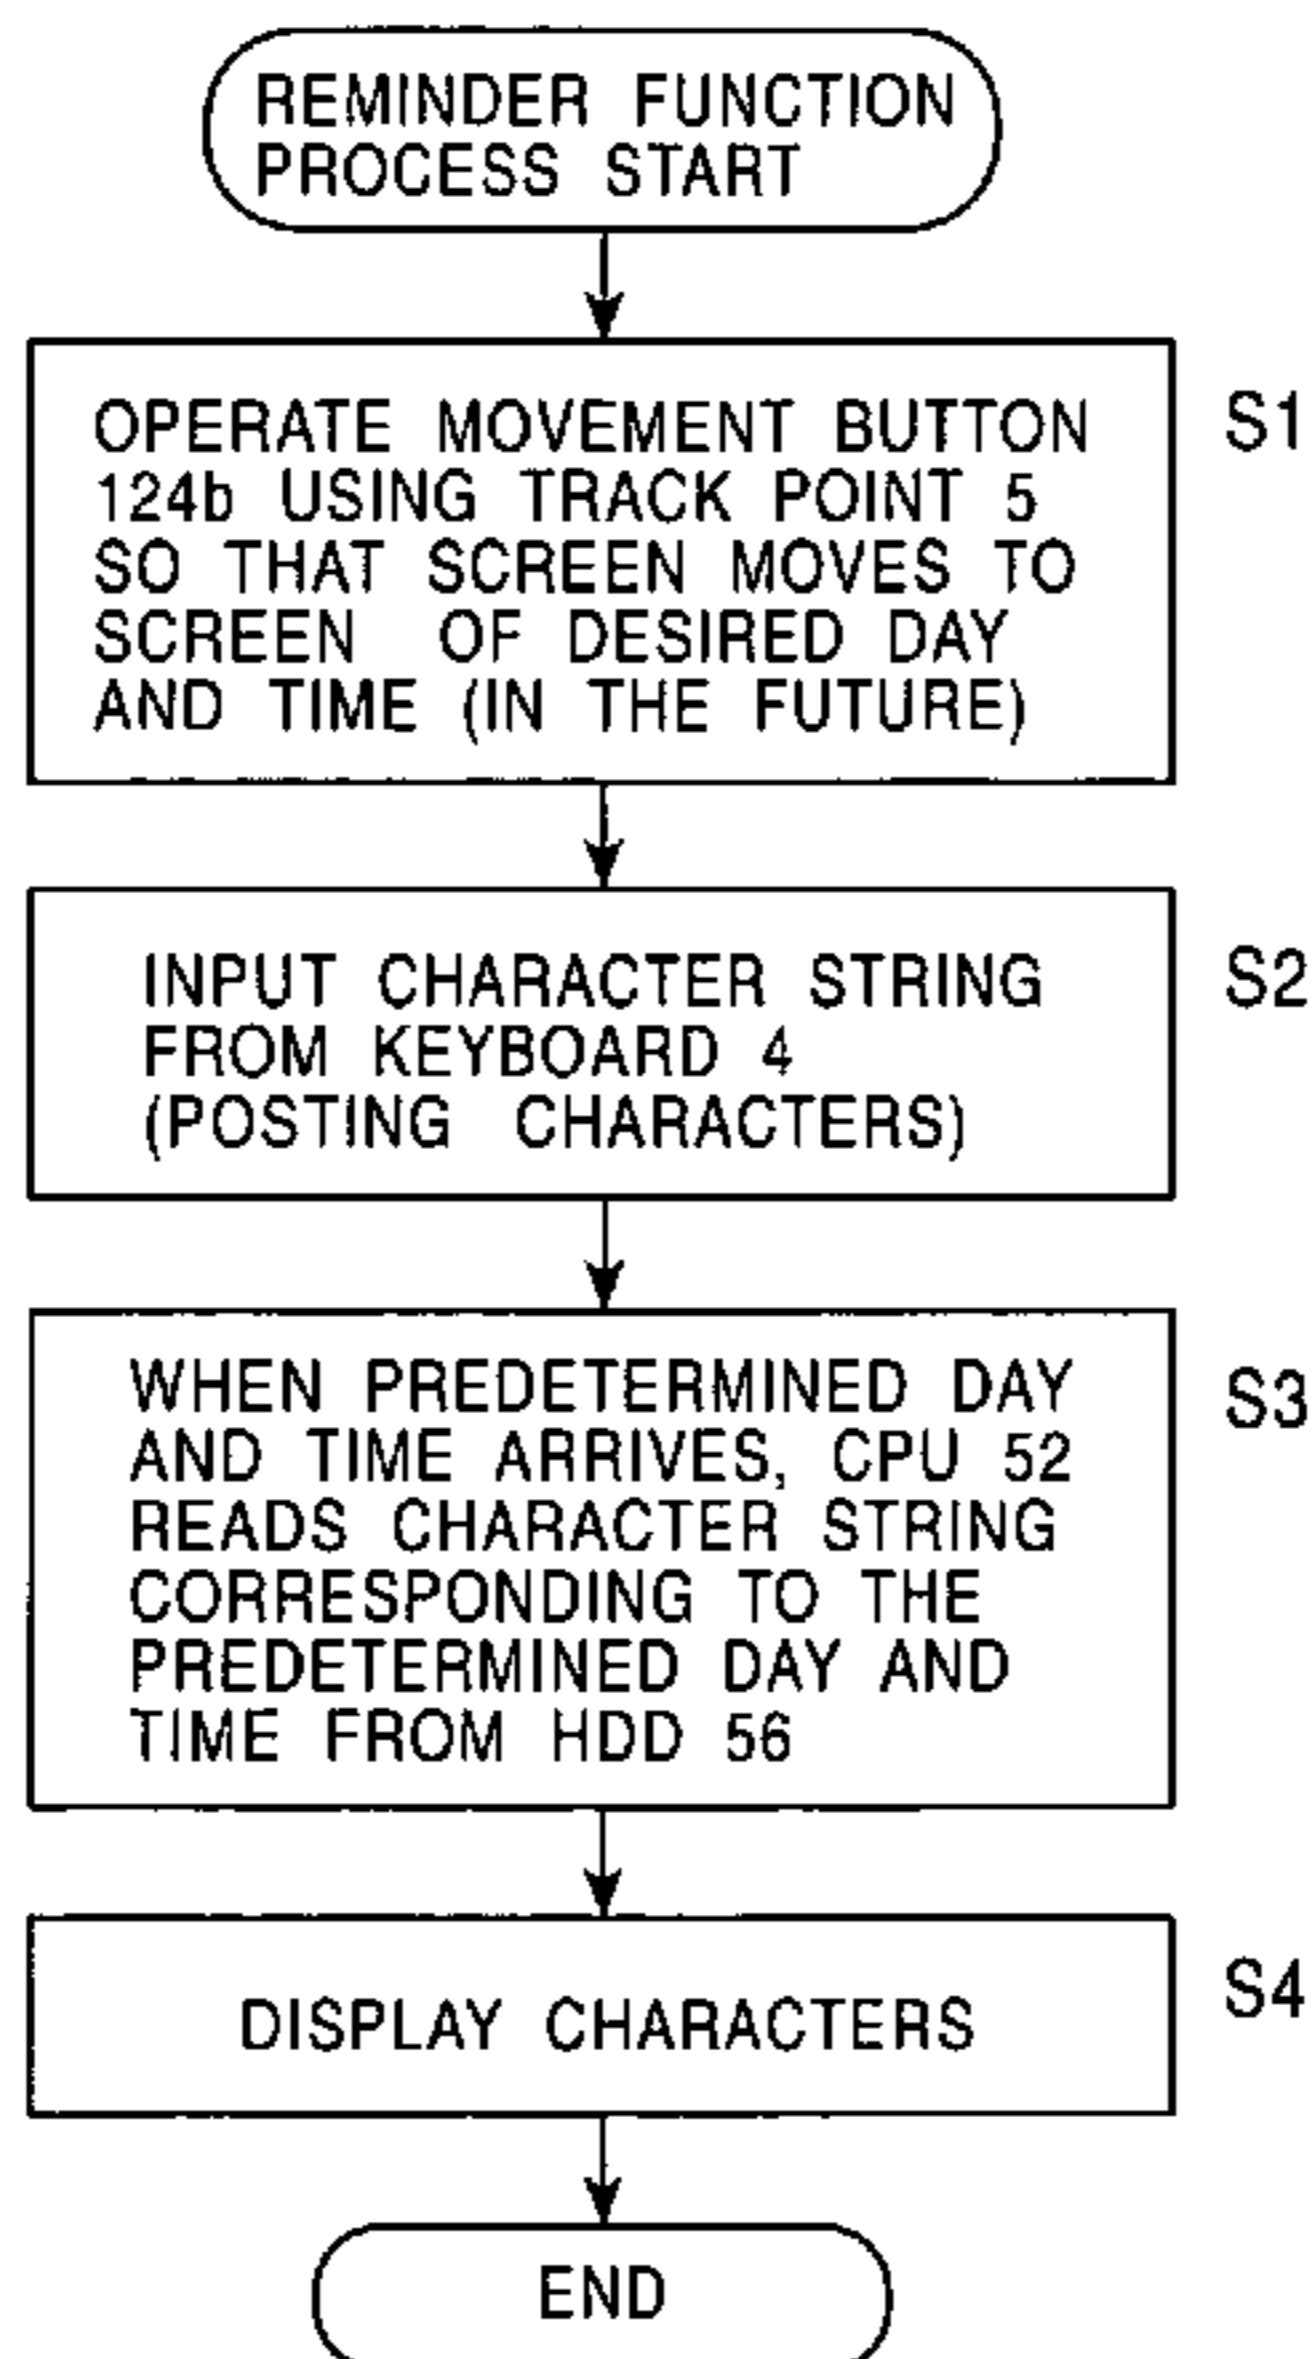 REMINDER FUNCTION
PROCESS START
OPERATE MOVEMENT BUTTON
124b USING TRACK POINT 5
SO THAT SCREEN MOVES TO
SCREEN OF DESIRED DAY
AND TIME (IN THE FUTURE)
S1
INPUT CHARACTER STRING
FROM KEYBOARD 4
(POSTING CHARACTERS)
S2
WHEN PREDETERMINED DAY
AND TIME ARRIVES, CPU 52
READS CHARACTER STRING
CORRESPONDING TO THE
PREDETERMINED DAY AND
TIME FROM HDD 56
S3
DISPLAY CHARACTERS
S4
END